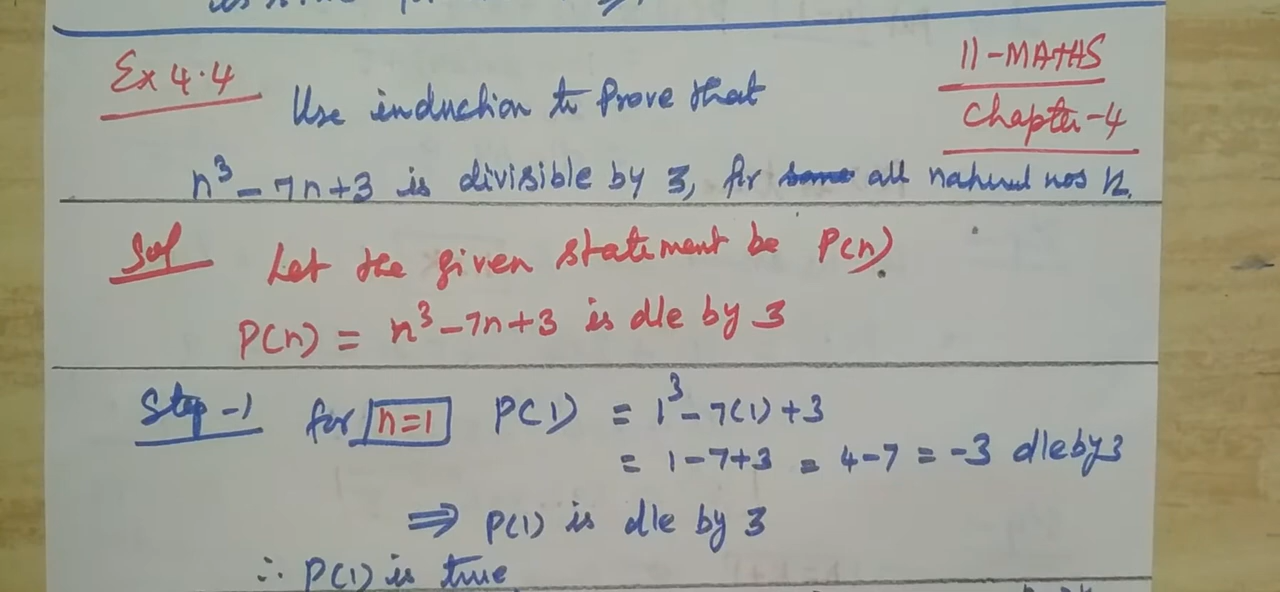 Ex 4.4
11-MATHS
Chapter-4
Use induction to Prove that
n³ - 7n+3 is divisible by 3, for some all natural nos n.
Sol Let the given statement be P(n)
P(n) = n³-7n+3 is dle by 3
Step-1 for n=1 P(1) = 1³-7(1)+3
= 1-7+3 = 4-7 = -3 dle by 3
⇒ P(1) is dle by 3
∴ P(1) is true